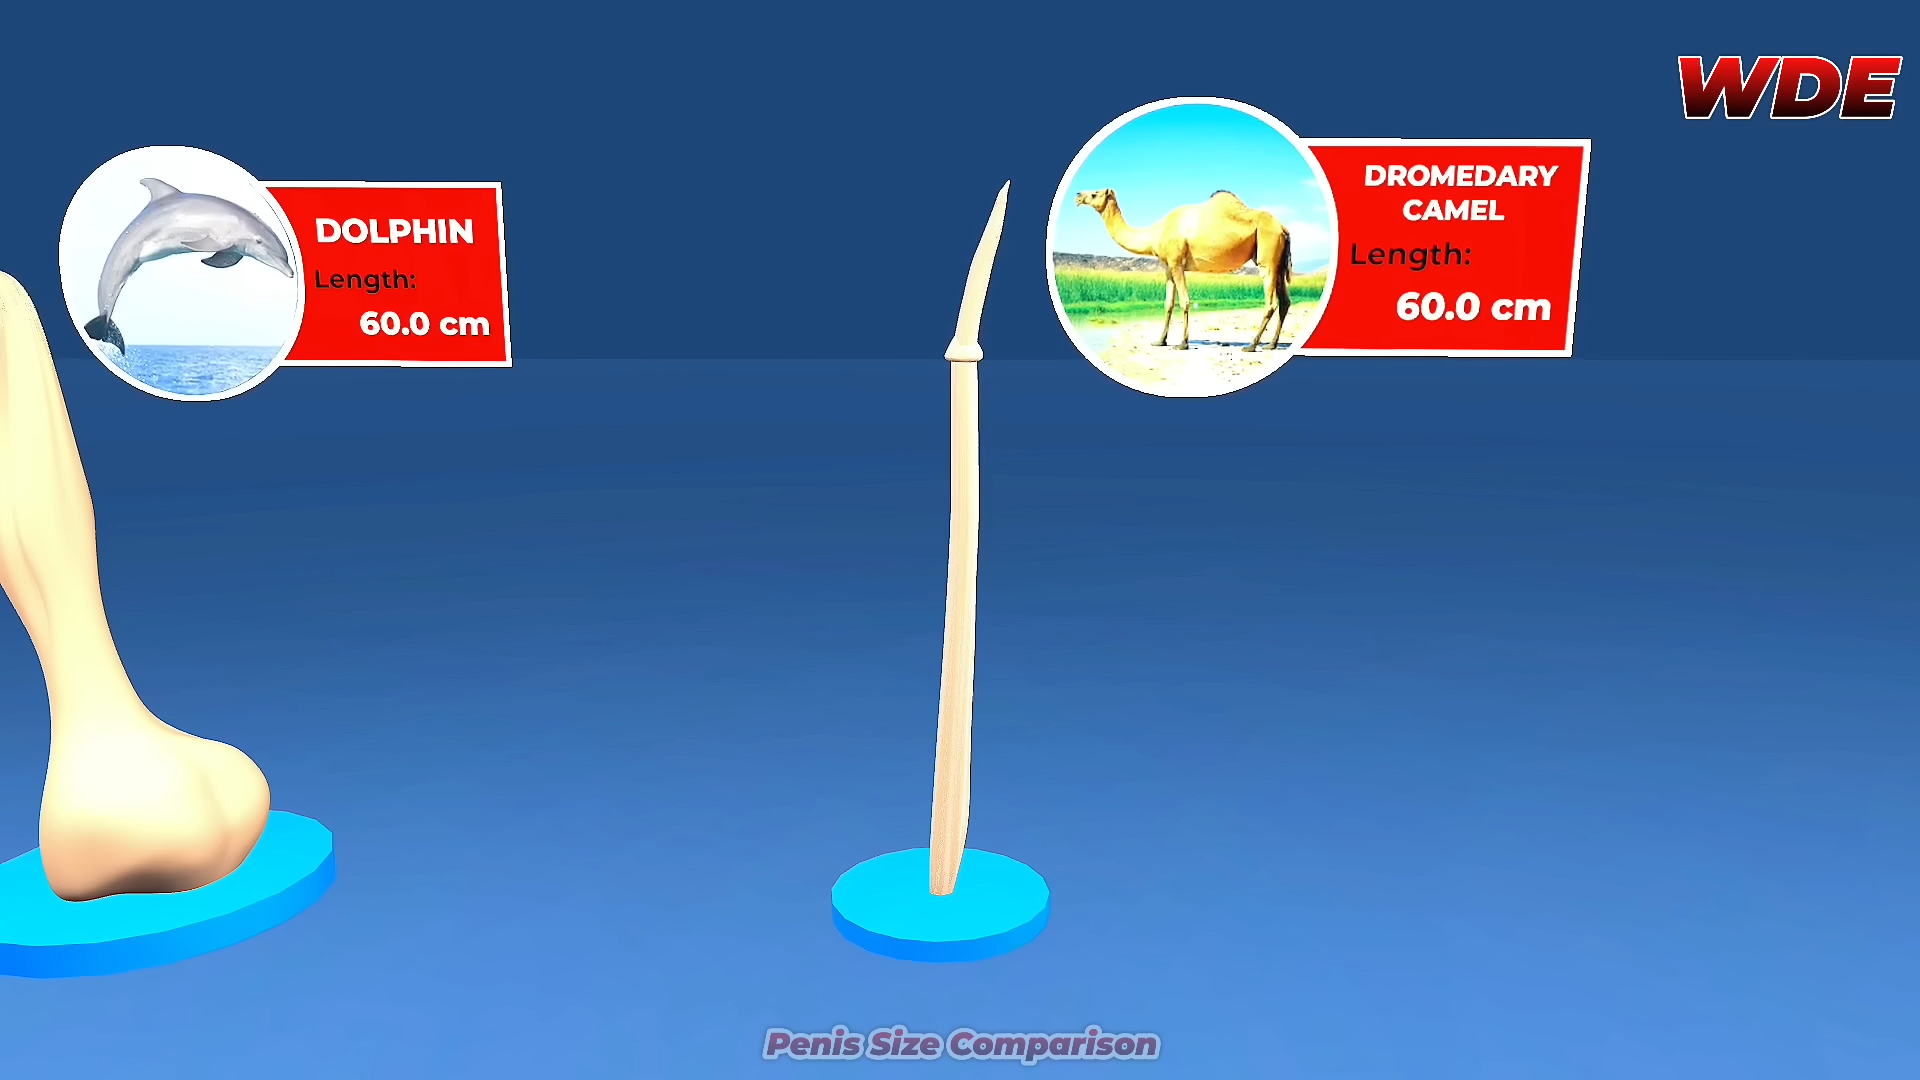 WDE
DOLPHIN
Length:
60.0 cm
DROMEDARY
CAMEL
Length:
60.0 cm
Penis Size Comparison